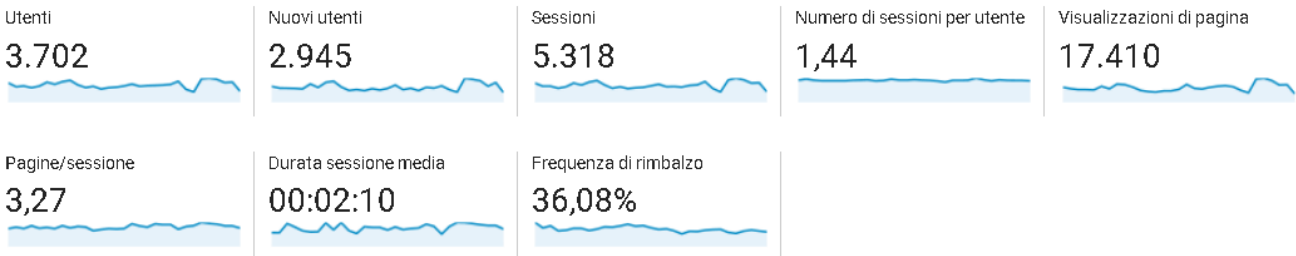 Utenti
3.702
Nuovi utenti
2.945
Sessioni
5.318
Numero di sessioni per utente
1,44
Visualizzazioni di pagina
17.410
Pagine/sessione
3,27
Durata sessione media
00:02:10
Frequenza di rimbalzo
36,08%